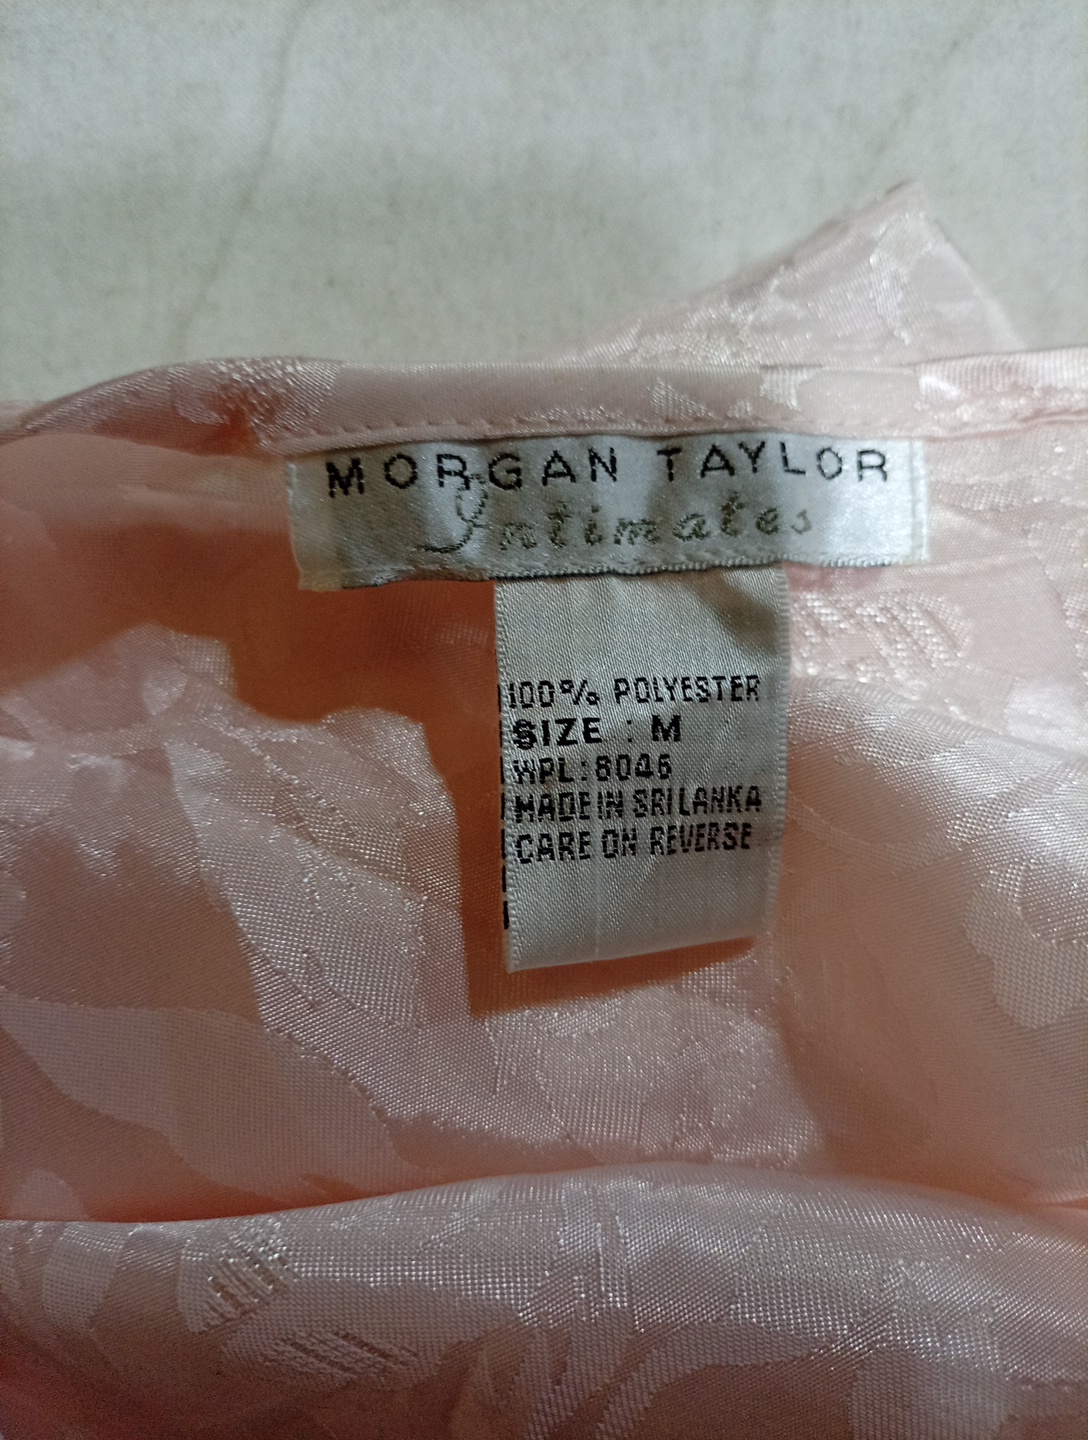 MORGAN TAYLOR
Intimates
100% POLYESTER
SIZE : M
WPL:8046
MADE IN SRI LANKA
CARE ON REVERSE